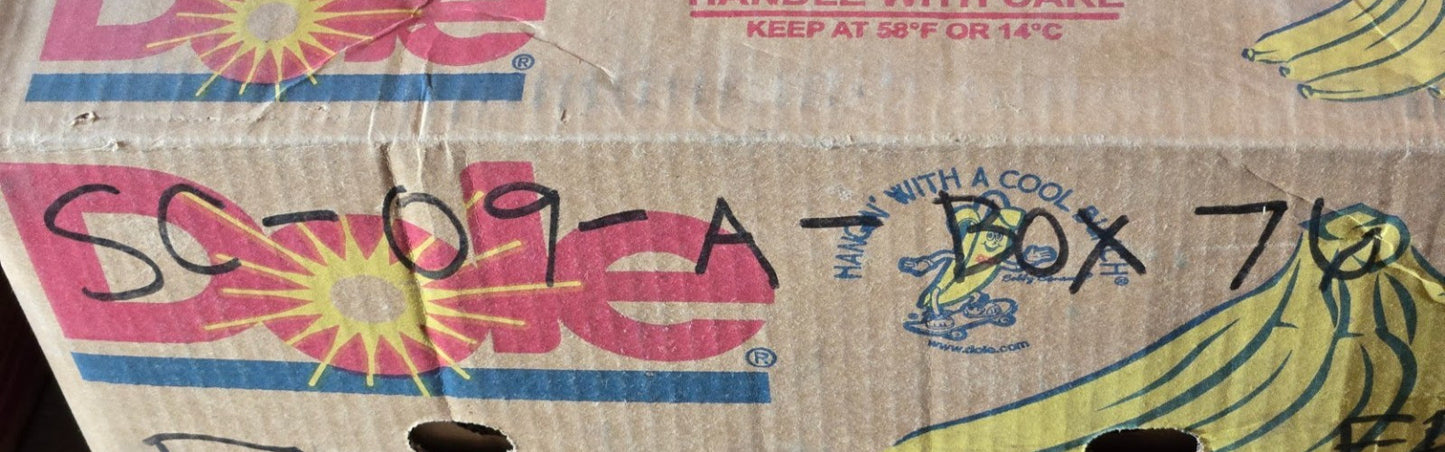 Dole®
HANDLE WITH CARE
KEEP AT 58°F OR 14°C
Dole®
SC-09-A-BOX 76
HANGIN' WITH A COOL BUNCH®
www.dole.com